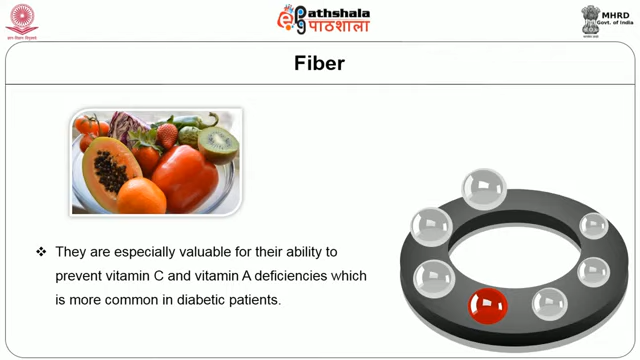 Pathshala
पाठशाला
MHRD
Govt. of India
Fiber
They are especially valuable for their ability to
prevent vitamin C and vitamin A deficiencies which
is more common in diabetic patients.